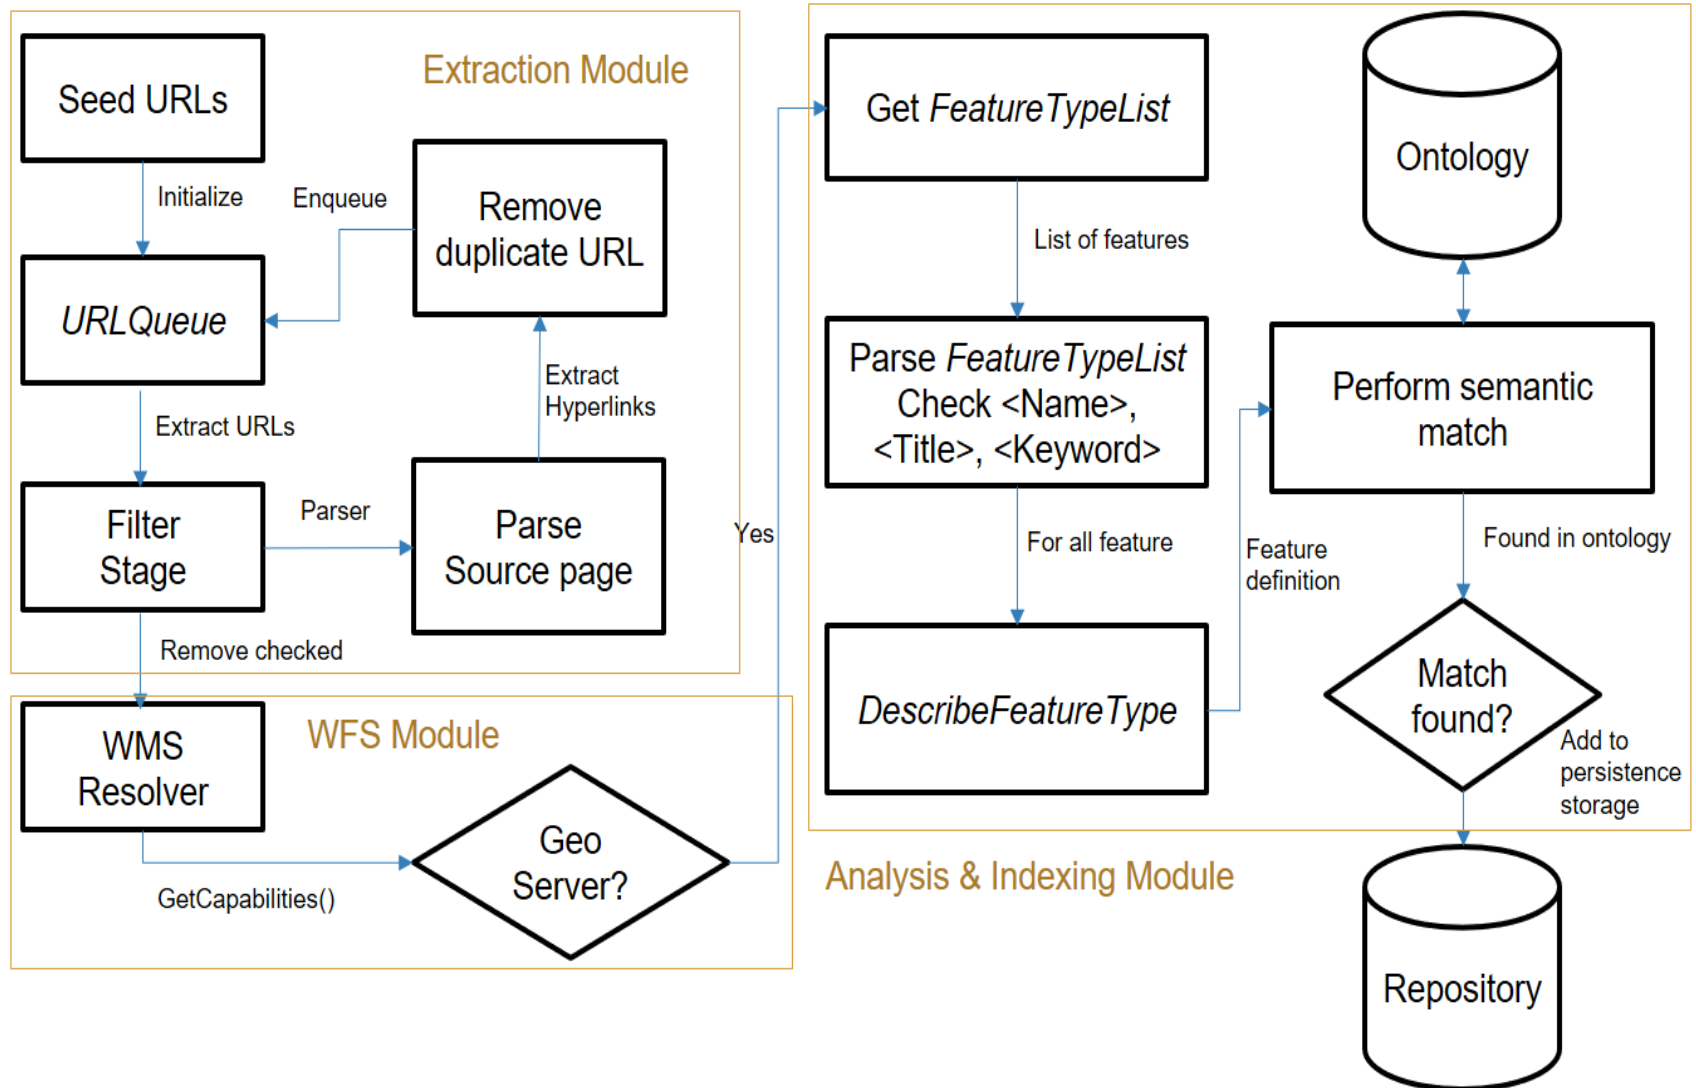 Extraction Module
Seed URLs
Initialize
Enqueue
Remove
duplicate URL
URLQueue
Extract
Hyperlinks
Extract URLs
Filter
Stage
Parser
Parse
Source page
Remove checked
WFS Module
WMS
Resolver
GetCapabilities()
Geo
Server?
Yes
Get FeatureTypeList
List of features
Parse FeatureTypeList
Check <Name>,
<Title>, <Keyword>
For all feature
DescribeFeatureType
Feature
definition
Ontology
Perform semantic
match
Found in ontology
Match
found?
Add to
persistence
storage
Analysis & Indexing Module
Repository